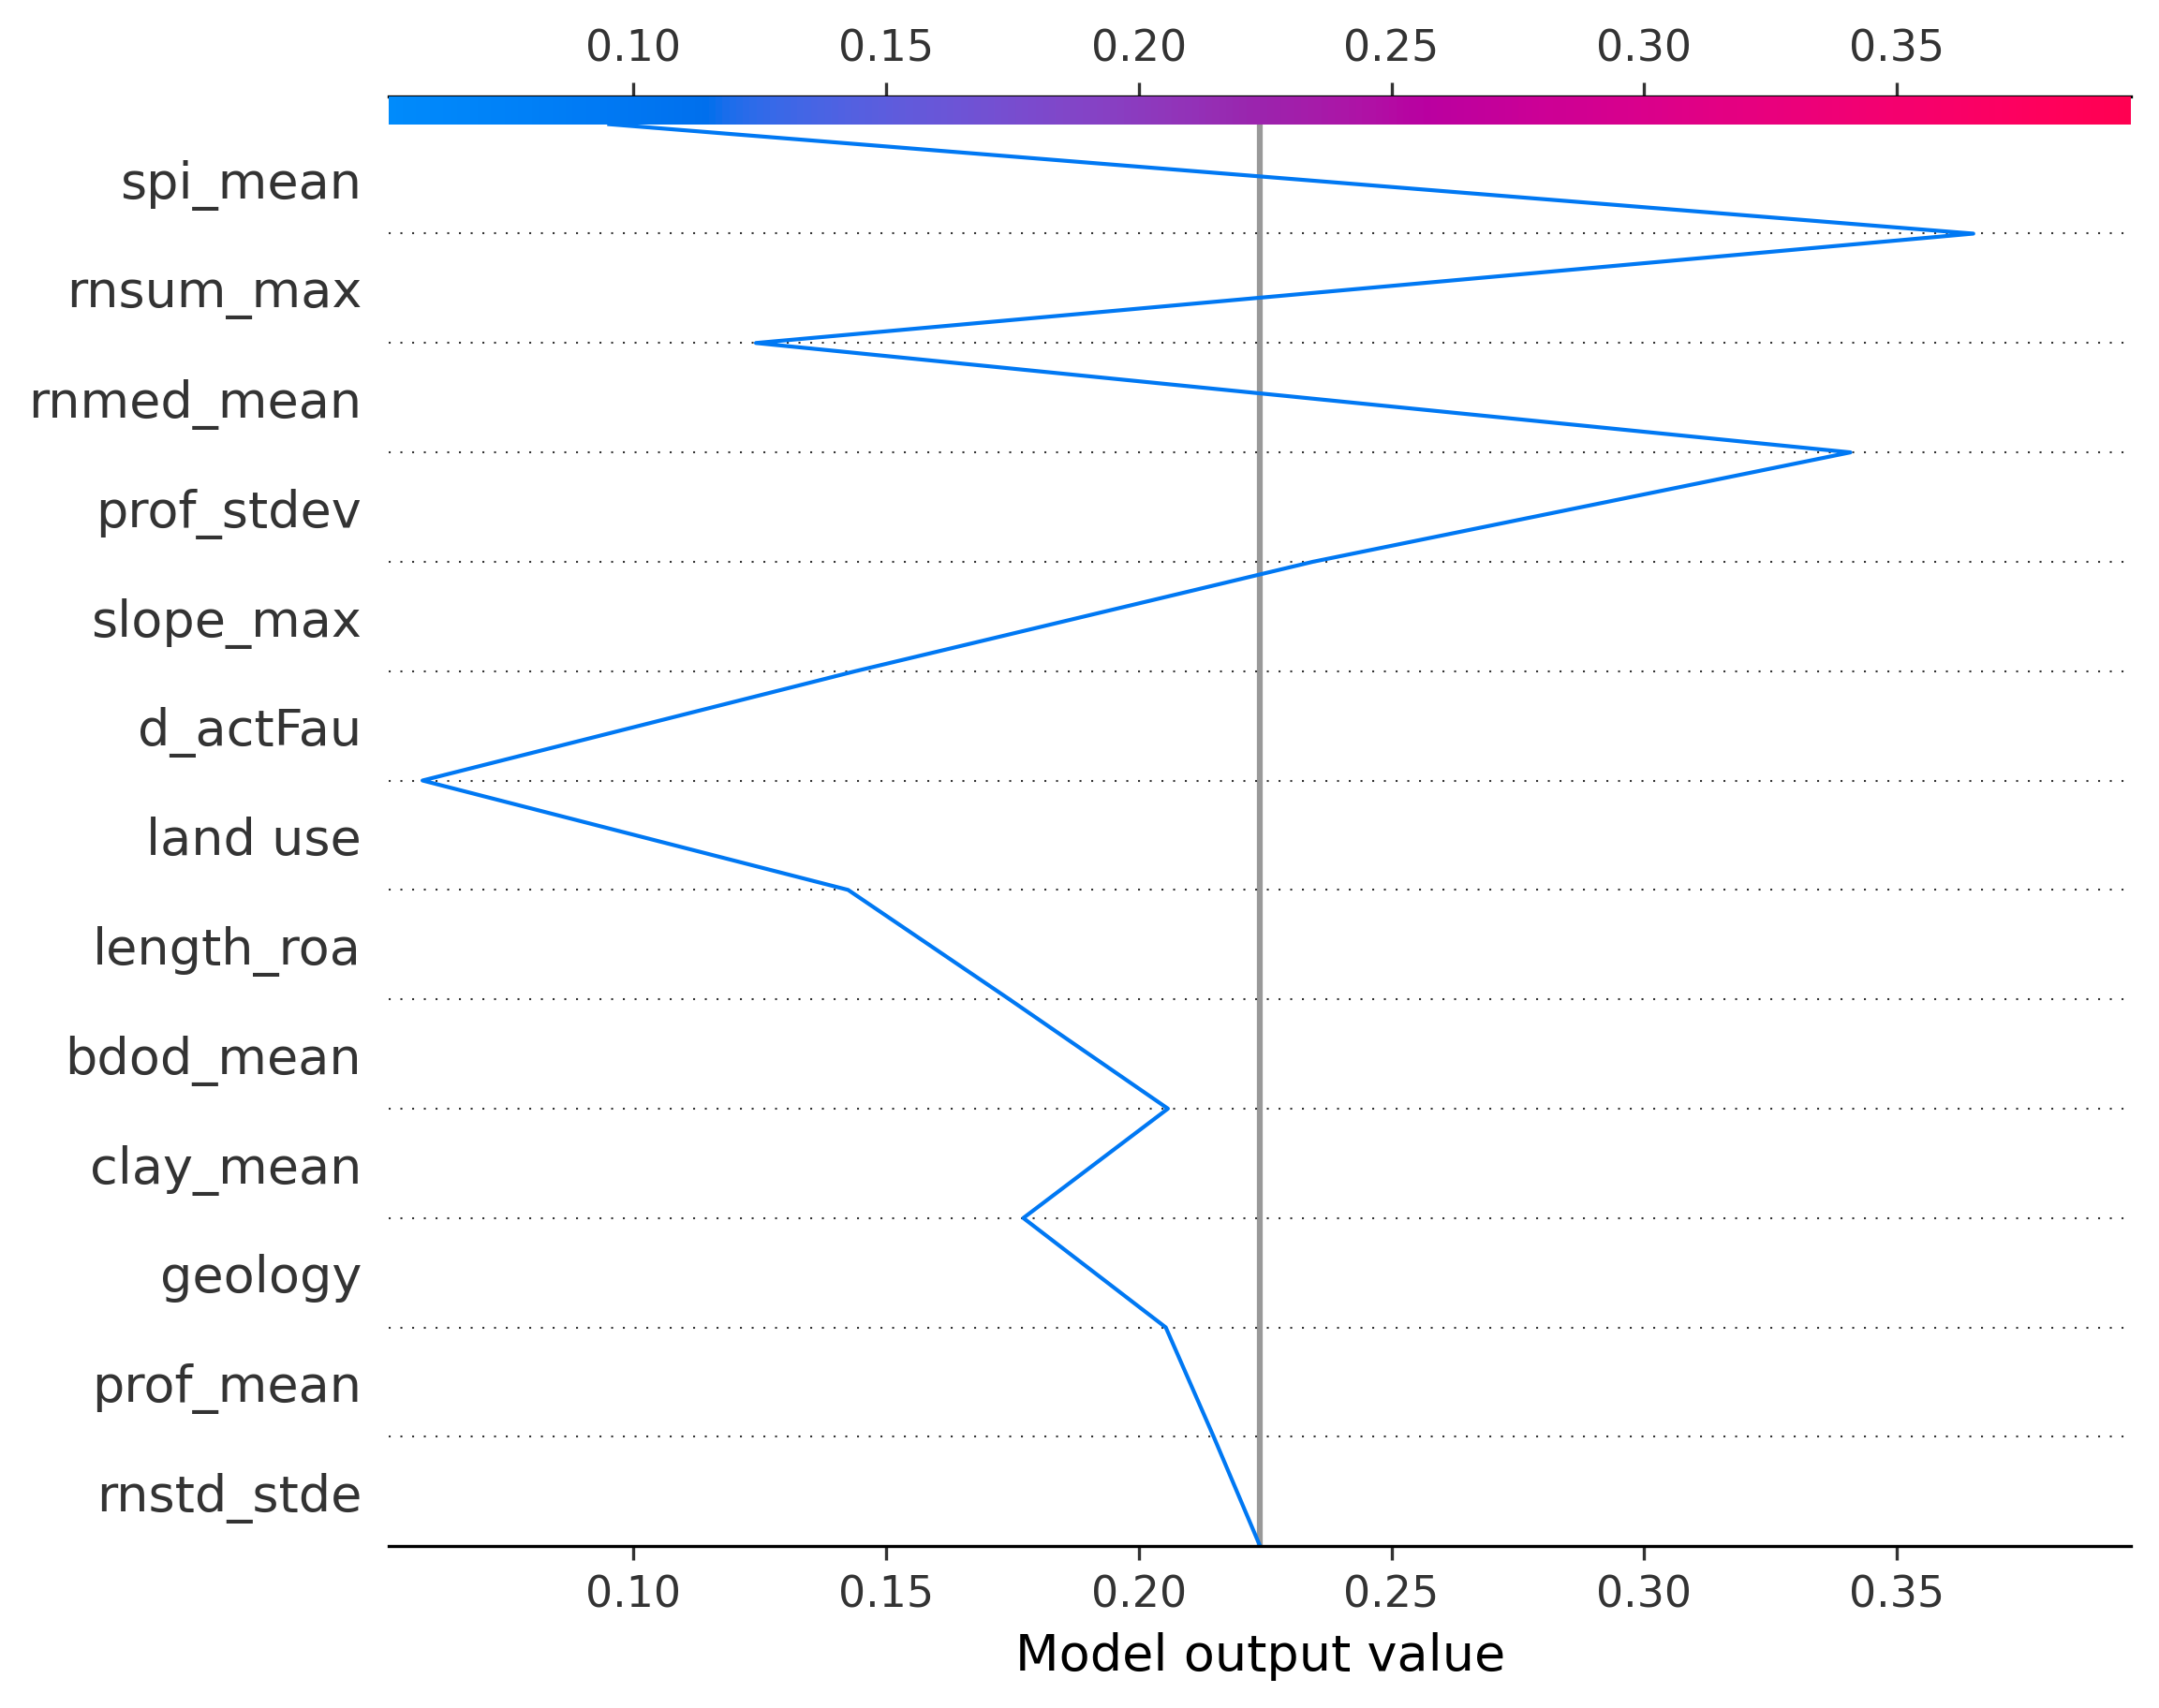 0.10 0.15 0.20 0.25 0.30 0.35
spi_mean
rnsum_max
rnmed_mean
prof_stdev
slope_max
d_actFau
land use
length_roa
bdod_mean
clay_mean
geology
prof_mean
rnstd_stde
0.10 0.15 0.20 0.25 0.30 0.35
Model output value